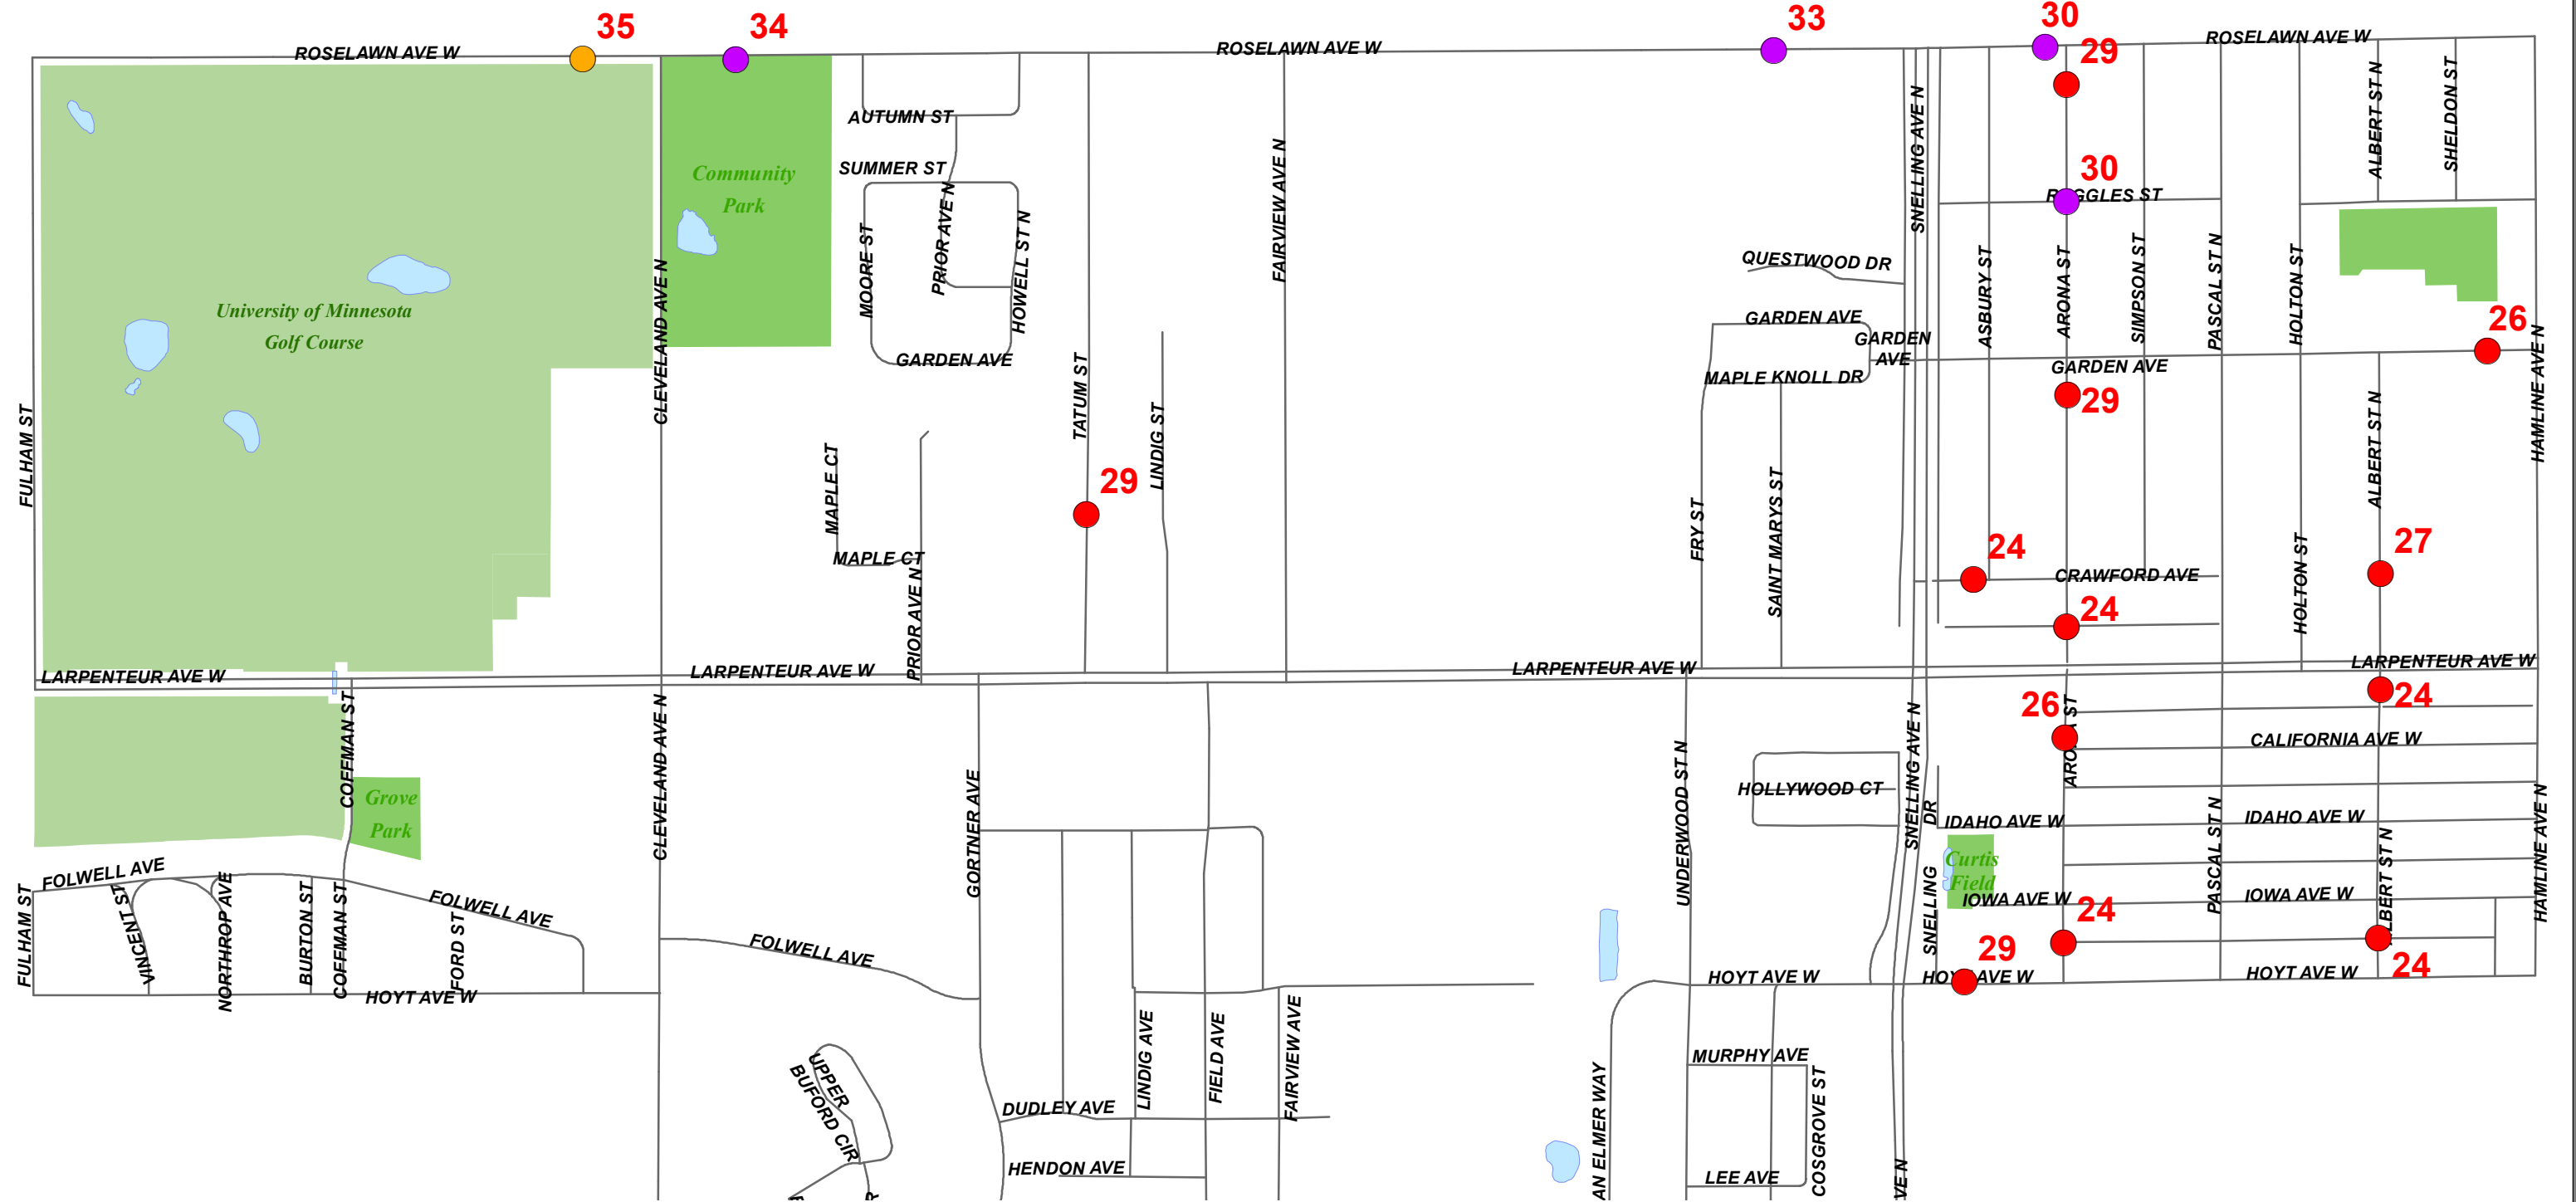 35
34
33
30
ROSELAWN AVE W
ROSELAWN AVE W
ROSELAWN AVE W
29
AUTUMN ST
SUMMER ST
Community
Park
MOORE ST
PRIOR AVE N
HOWELL ST N
GARDEN AVE
CLEVELAND AVE N
University of Minnesota
Golf Course
FULHAM ST
TATUM ST
LINDIG ST
FAIRVIEW AVE N
29
MAPLE CT
MAPLE CT
PRIOR AVE N
SNELLING AVE N
30
ALBERT ST N
SHELDON ST
QUESTWOOD DR
GARDEN AVE
GARDEN
AVE
MAPLE KNOLL DR
FRY ST
SAINT MARYS ST
ASBURY ST
ARONA ST
SIMPSON ST
PASCAL ST N
HOLTON ST
26
GARDEN AVE
29
HAMLINE AVE N
ALBERT ST N
27
24
CRAWFORD AVE
24
HOLTON ST
LARPENTEUR AVE W
LARPENTEUR AVE W
LARPENTEUR AVE W
LARPENTEUR AVE W
24
26
COFFMAN ST
Grove
Park
CLEVELAND AVE N
GORTNER AVE
UNDERWOOD ST N
HOLLYWOOD CT
SNELLING AVE N
SNELLING DR
CALIFORNIA AVE W
IDAHO AVE W
IDAHO AVE W
Curtis
Field
IOWA AVE W
IOWA AVE W
PASCAL ST N
HAMLINE AVE N
24
24
29
FOLWELL AVE
FOLWELL AVE
FOLWELL AVE
FULHAM ST
VINCENT ST
NORTHROP AVE
BURTON ST
COFFMAN ST
FORD ST
HOYT AVE W
HOYT AVE W
HOYT AVE W
UPPER
BUFORD CIR
LINDIG AVE
FIELD AVE
FAIRVIEW AVE
DUDLEY AVE
HENDON AVE
AN ELMER WAY
MURPHY AVE
COSGROVE ST
LEE AVE
VE N